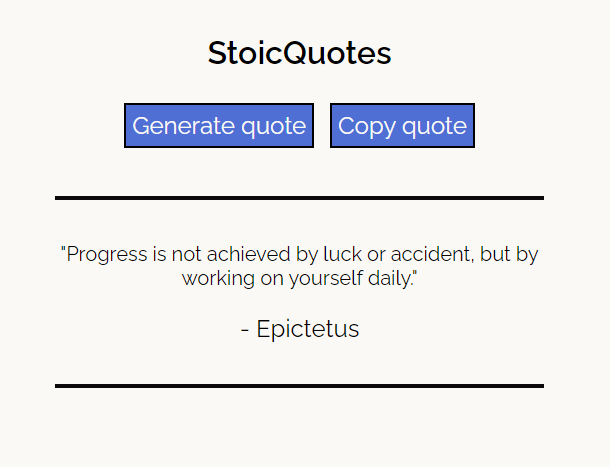 StoicQuotes
Generate quote
Copy quote
"Progress is not achieved by luck or accident, but by
working on yourself daily."
- Epictetus